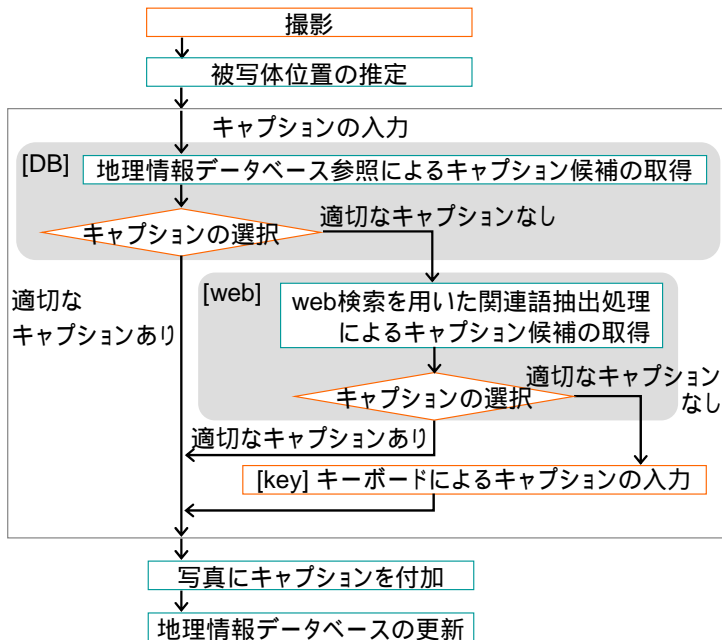 撮影
被写体位置の推定
キャプションの入力
[DB]
地理情報データベース参照によるキャプション候補の取得
キャプションの選択
適切なキャプションなし
適切な
キャプションあり
[web]
web検索を用いた関連語抽出処理
によるキャプション候補の取得
キャプションの選択
適切なキャプション
なし
適切なキャプションあり
[key] キーボードによるキャプションの入力
写真にキャプションを付加
地理情報データベースの更新